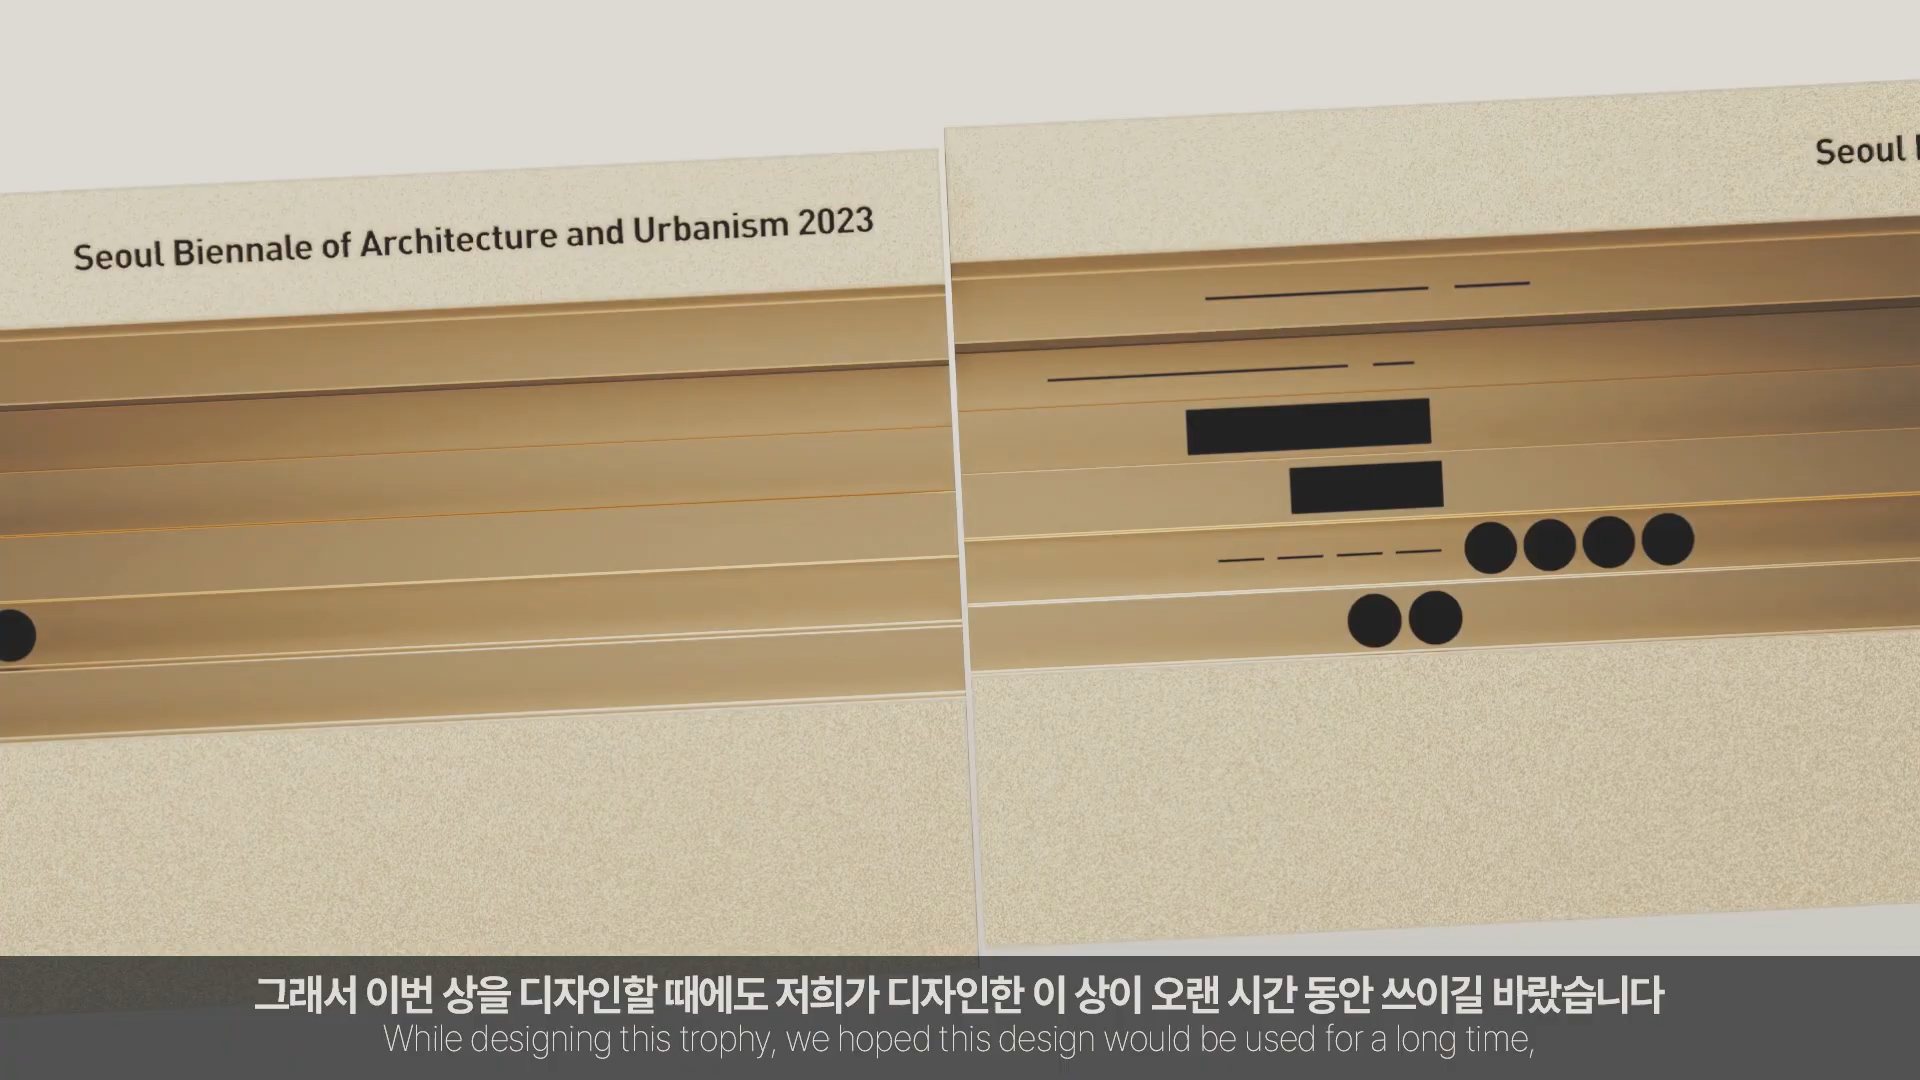 Seoul Biennale of Architecture and Urbanism 2023
Seoul
그래서 이번 상을 디자인할 때에도 저희가 디자인한 이 상이 오랜 시간 동안 쓰이길 바랐습니다
While designing this trophy, we hoped this design would be used for a long time,